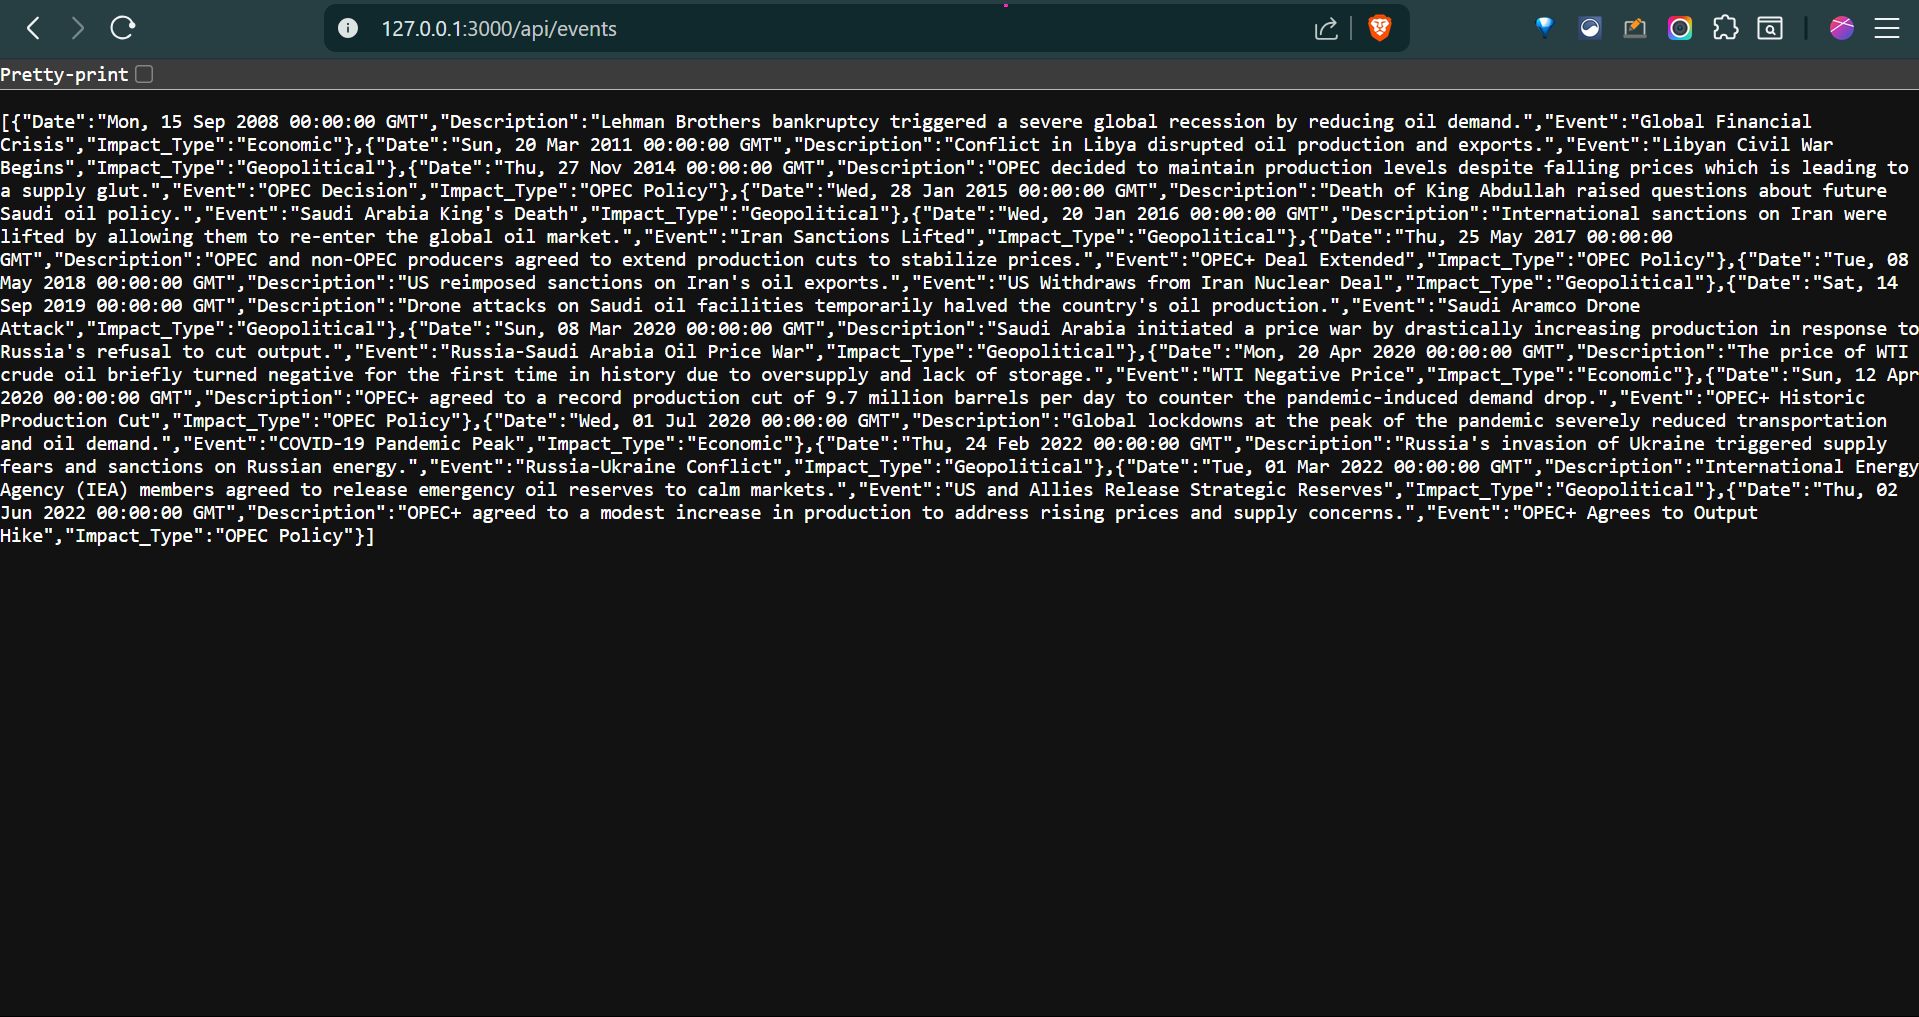 127.0.0.1:3000/api/events
Pretty-print
[{"Date":"Mon, 15 Sep 2008 00:00:00 GMT","Description":"Lehman Brothers bankruptcy triggered a severe global recession by reducing oil demand.","Event":"Global Financial
Crisis","Impact_Type":"Economic"},{"Date":"Sun, 20 Mar 2011 00:00:00 GMT","Description":"Conflict in Libya disrupted oil production and exports.","Event":"Libyan Civil War
Begins","Impact_Type":"Geopolitical"},{"Date":"Thu, 27 Nov 2014 00:00:00 GMT","Description":"OPEC decided to maintain production levels despite falling prices which is leading to
a supply glut.","Event":"OPEC Decision","Impact_Type":"OPEC Policy"},{"Date":"Wed, 28 Jan 2015 00:00:00 GMT","Description":"Death of King Abdullah raised questions about future
Saudi oil policy.","Event":"Saudi Arabia King's Death","Impact_Type":"Geopolitical"},{"Date":"Wed, 20 Jan 2016 00:00:00 GMT","Description":"International sanctions on Iran were
lifted by allowing them to re-enter the global oil market.","Event":"Iran Sanctions Lifted","Impact_Type":"Geopolitical"},{"Date":"Thu, 25 May 2017 00:00:00
GMT","Description":"OPEC and non-OPEC producers agreed to extend production cuts to stabilize prices.","Event":"OPEC+ Deal Extended","Impact_Type":"OPEC Policy"},{"Date":"Tue, 08
May 2018 00:00:00 GMT","Description":"US reimposed sanctions on Iran's oil exports.","Event":"US Withdraws from Iran Nuclear Deal","Impact_Type":"Geopolitical"},{"Date":"Sat, 14
Sep 2019 00:00:00 GMT","Description":"Drone attacks on Saudi oil facilities temporarily halved the country's oil production.","Event":"Saudi Aramco Drone
Attack","Impact_Type":"Geopolitical"},{"Date":"Sun, 08 Mar 2020 00:00:00 GMT","Description":"Saudi Arabia initiated a price war by drastically increasing production in response to
Russia's refusal to cut output.","Event":"Russia-Saudi Arabia Oil Price War","Impact_Type":"Geopolitical"},{"Date":"Mon, 20 Apr 2020 00:00:00 GMT","Description":"The price of WTI
crude oil briefly turned negative for the first time in history due to oversupply and lack of storage.","Event":"WTI Negative Price","Impact_Type":"Economic"},{"Date":"Sun, 12 Apr
2020 00:00:00 GMT","Description":"OPEC+ agreed to a record production cut of 9.7 million barrels per day to counter the pandemic-induced demand drop.","Event":"OPEC+ Historic
Production Cut","Impact_Type":"OPEC Policy"},{"Date":"Wed, 01 Jul 2020 00:00:00 GMT","Description":"Global lockdowns at the peak of the pandemic severely reduced transportation
and oil demand.","Event":"COVID-19 Pandemic Peak","Impact_Type":"Economic"},{"Date":"Thu, 24 Feb 2022 00:00:00 GMT","Description":"Russia's invasion of Ukraine triggered supply
fears and sanctions on Russian energy.","Event":"Russia-Ukraine Conflict","Impact_Type":"Geopolitical"},{"Date":"Tue, 01 Mar 2022 00:00:00 GMT","Description":"International Energy
Agency (IEA) members agreed to release emergency oil reserves to calm markets.","Event":"US and Allies Release Strategic Reserves","Impact_Type":"Geopolitical"},{"Date":"Thu, 02
Jun 2022 00:00:00 GMT","Description":"OPEC+ agreed to a modest increase in production to address rising prices and supply concerns.","Event":"OPEC+ Agrees to Output
Hike","Impact_Type":"OPEC Policy"}]